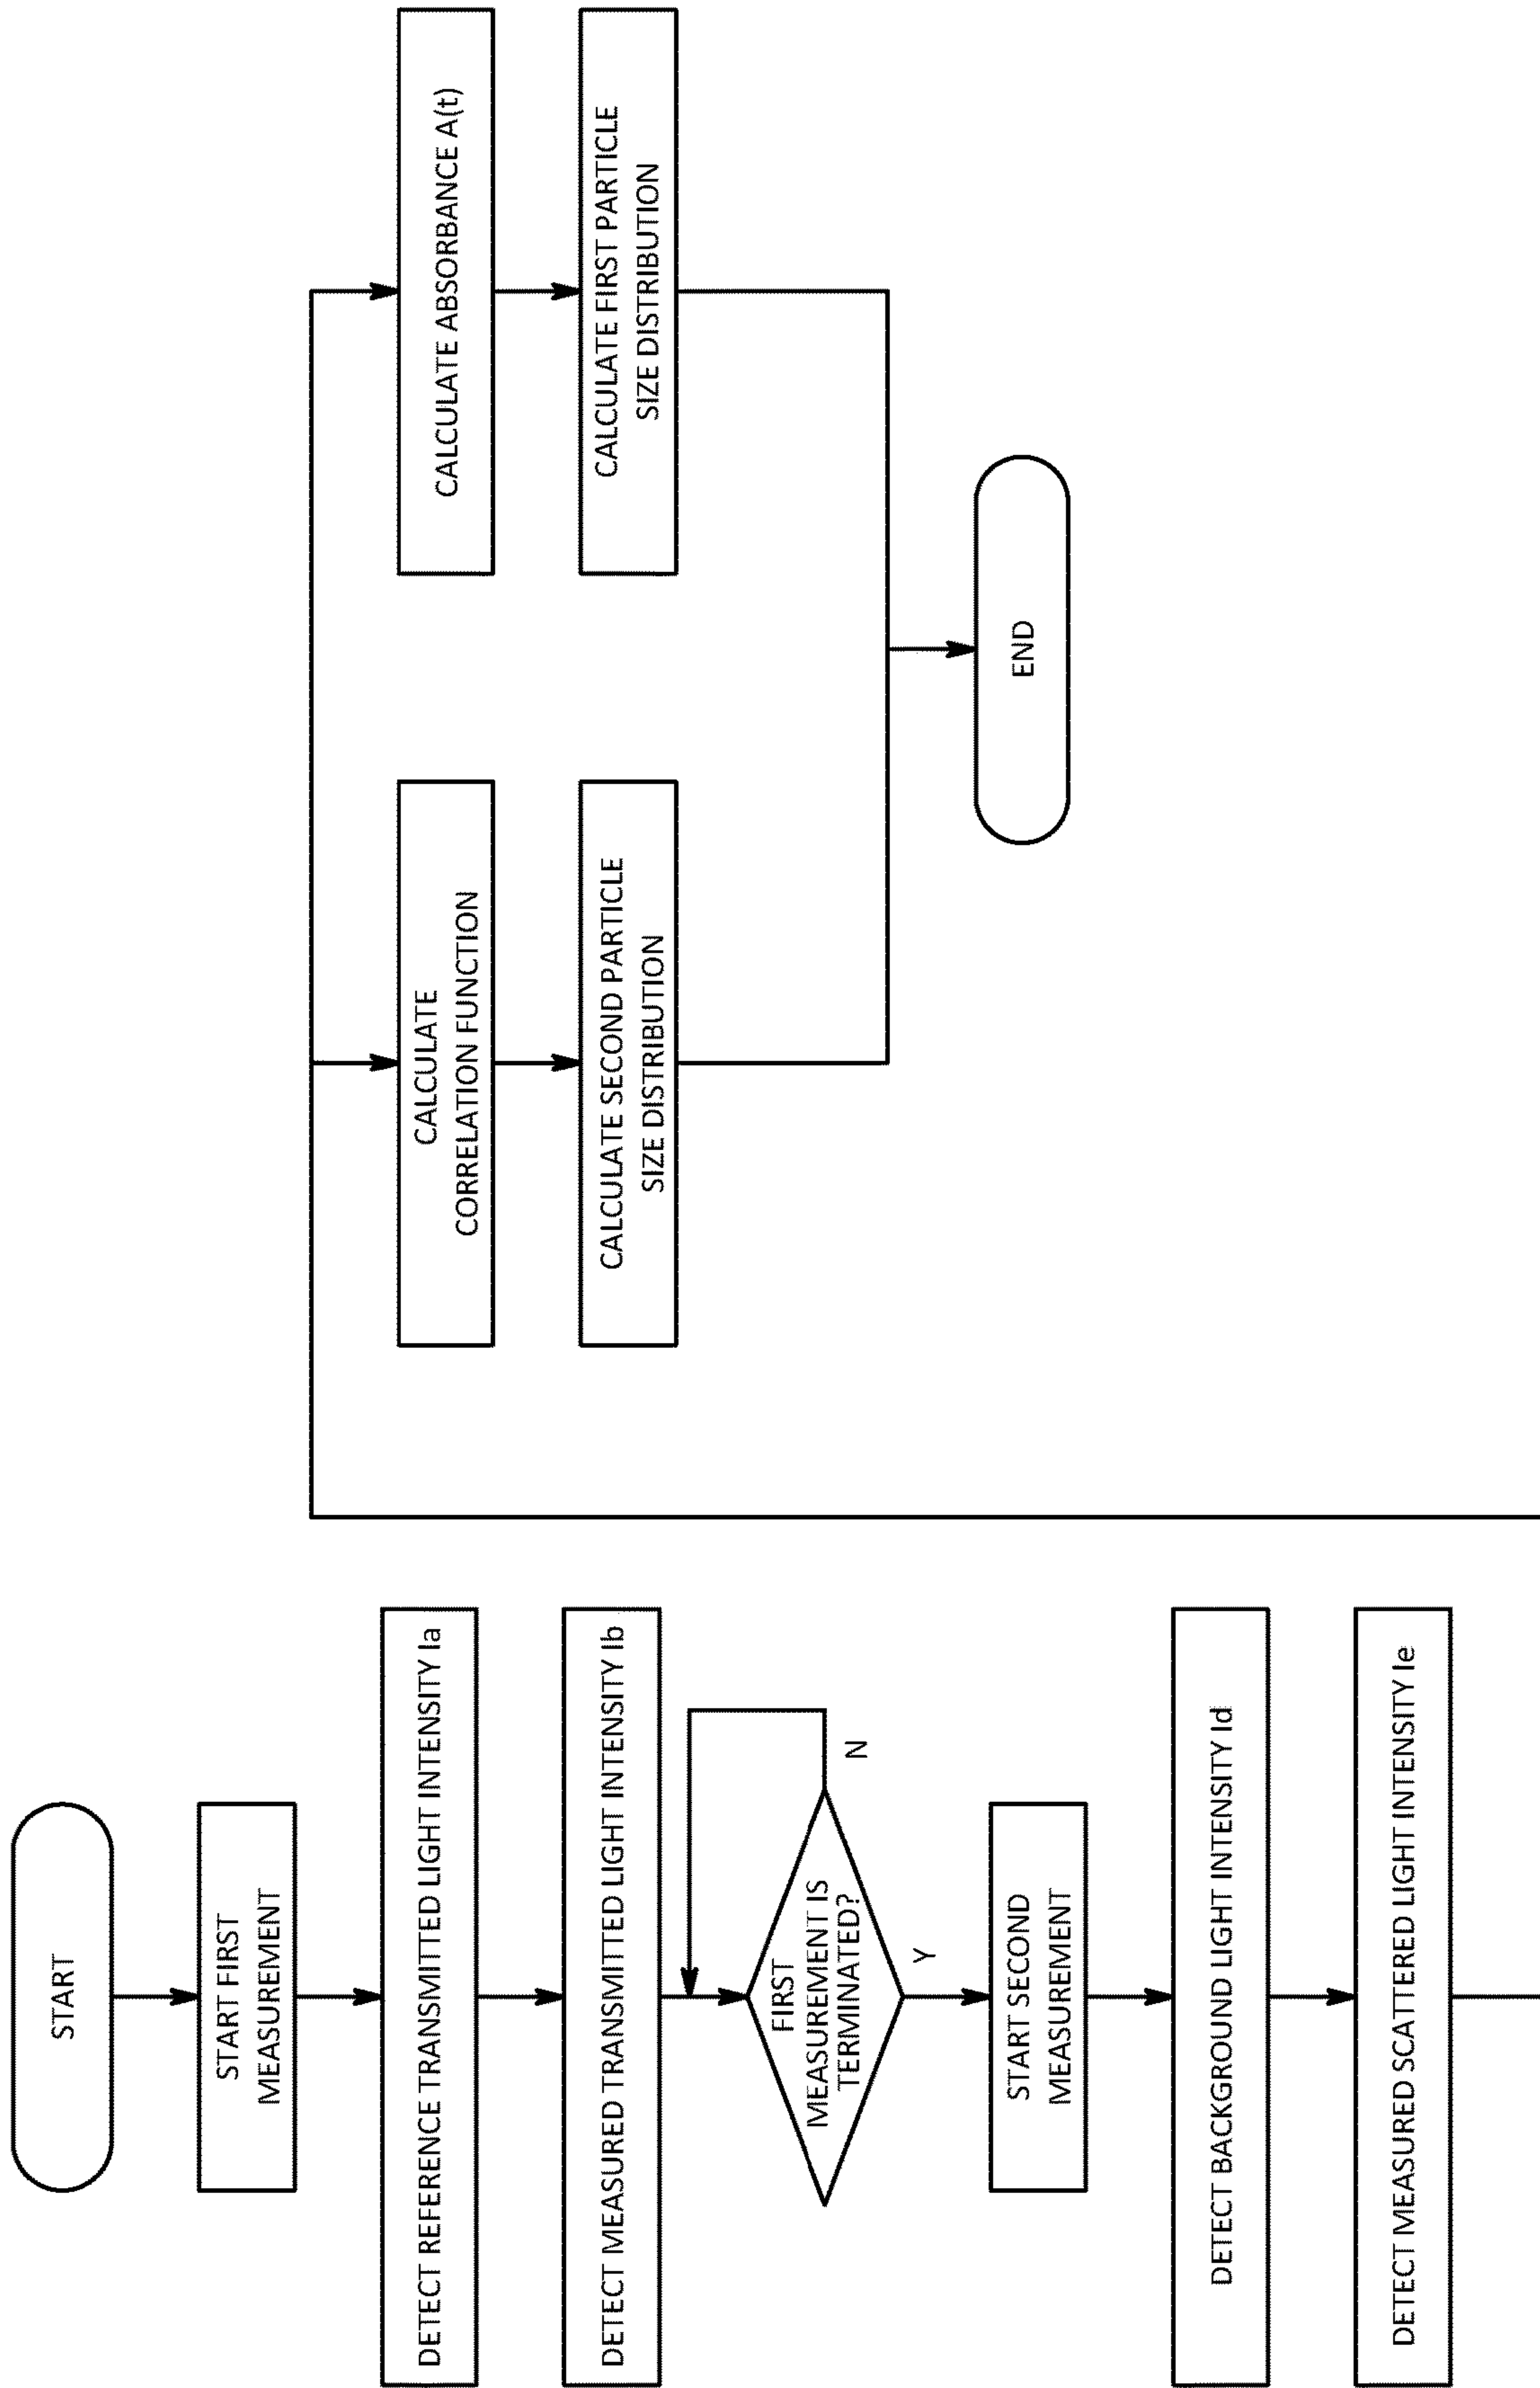 START
START FIRST
MEASUREMENT
DETECT REFERENCE TRANSMITTED LIGHT INTENSITY Ia
DETECT MEASURED TRANSMITTED LIGHT INTENSITY Ib
FIRST
MEASUREMENT IS
TERMINATED?
N
Y
START SECOND
MEASUREMENT
DETECT BACKGROUND LIGHT INTENSITY Id
DETECT MEASURED SCATTERED LIGHT INTENSITY Ie
CALCULATE
CORRELATION FUNCTION
CALCULATE SECOND PARTICLE
SIZE DISTRIBUTION
CALCULATE ABSORBANCE A(t)
CALCULATE FIRST PARTICLE
SIZE DISTRIBUTION
END